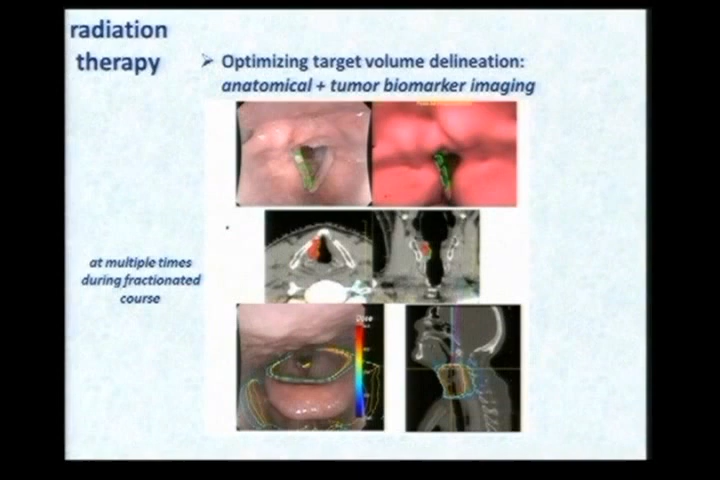 radiation
therapy
➢ Optimizing target volume delineation:
anatomical + tumor biomarker imaging
at multiple times
during fractionated
course
Dose